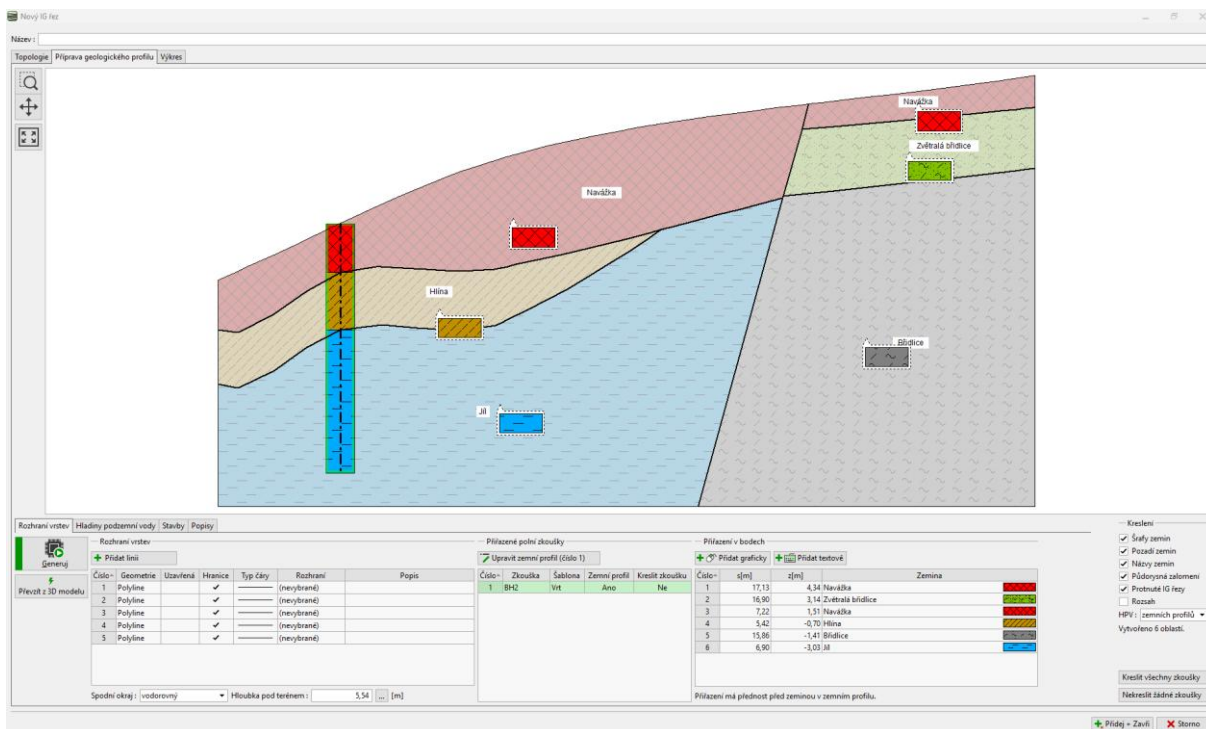 Nový IG řez
Název :
Topologie Příprava geologického profilu Výkres
Navážka
Zvětralá břidlice
Navážka
Hlína
Břidlice
Jíl
Rozhraní vrstev Hladiny podzemní vody Stavby Popisy
Generuj
Převzít z 3D modelu
Rozhraní vrstev
Přidat linii
Číslo Geometrie Uzavřená Hranice Typ čáry Rozhraní Popis
1 Polyline (nevybrané)
2 Polyline (nevybrané)
3 Polyline (nevybrané)
4 Polyline (nevybrané)
5 Polyline (nevybrané)
Spodní okraj : vodorovný Hloubka pod terénem : 5,54 ... [m]
Přiřazené polní zkoušky
Upravit zemní profil (číslo 1)
Číslo Zkouška Šablona Zemní profil Kreslit zkoušku
1 BH2 Vrt Ano Ne
Přiřazení v bodech
Přidat graficky Přidat textově
Číslo s[m] z[m] Zemina
1 17,13 4,34 Navážka
2 16,90 3,14 Zvětralá břidlice
3 7,22 1,51 Navážka
4 5,42 -0,70 Hlína
5 15,86 -1,41 Břidlice
6 6,90 -3,03 Jíl
Přiřazení má přednost před zeminou v zemním profilu.
Kreslení
Šrafy zemin
Pozadí zemin
Názvy zemin
Půdorysná zalomení
Protnuté IG řezy
Rozsah
HPV : zemních profilů
Vytvořeno 6 oblastí.
Kreslit všechny zkoušky
Nekreslit žádné zkoušky
Přidej + Zavři Storno